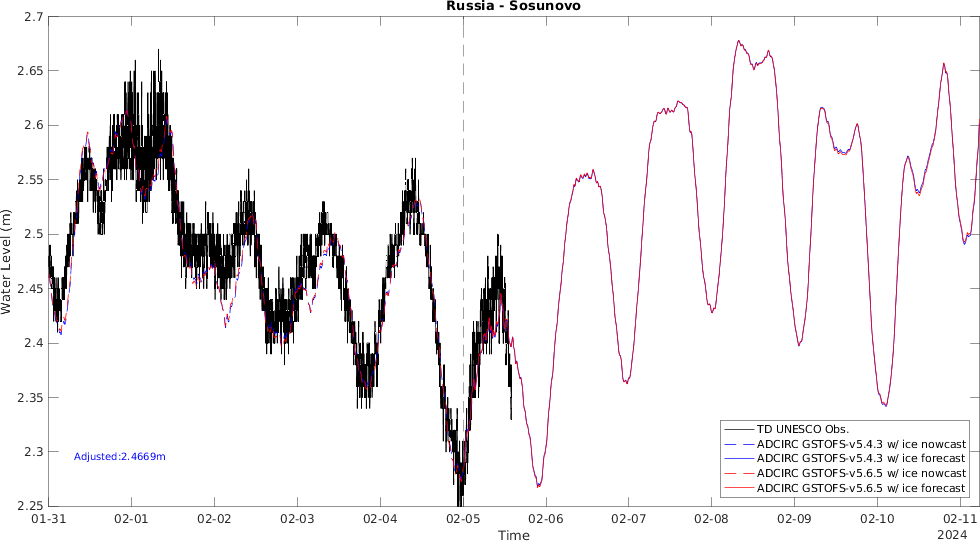 Russia - Sosunovo
2.7
2.65
2.6
2.55
2.5
2.45
2.4
2.35
2.3
2.25
Water Level (m)
Adjusted:2.4669m
TD UNESCO Obs.
ADCIRC GSTOFS-v5.4.3 w/ ice nowcast
ADCIRC GSTOFS-v5.4.3 w/ ice forecast
ADCIRC GSTOFS-v5.6.5 w/ ice nowcast
ADCIRC GSTOFS-v5.6.5 w/ ice forecast
01-31 02-01 02-02 02-03 02-04 02-05 02-06 02-07 02-08 02-09 02-10 02-11
Time
2024